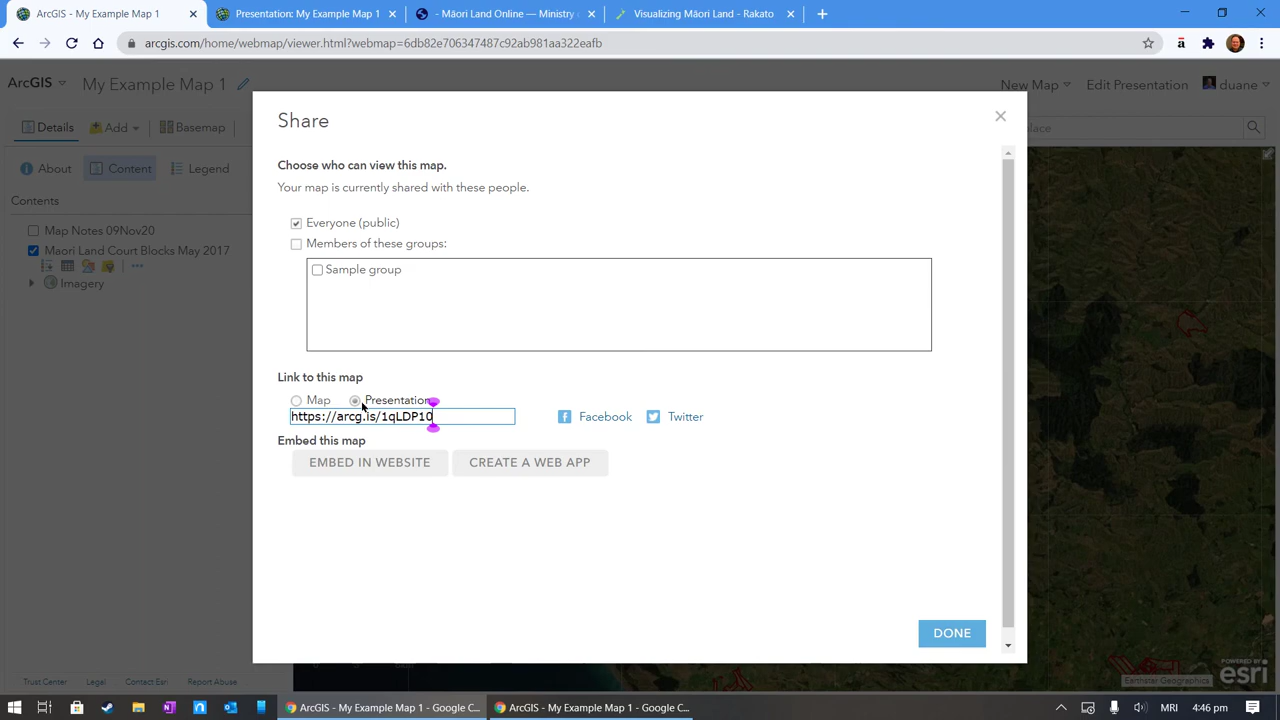 ArcGIS - My Example Map 1
Presentation: My Example Map 1
- Māori Land Online — Ministry
Visualizing Māori Land - Rakato
arcgis.com/home/webmap/viewer.html?webmap=6db82e706347487c92ab981aa322eafb
ArcGIS
My Example Map 1
New Map
Edit Presentation
duane
Details
Add
Basemap
place
About
Content
Legend
Contents
Map Notes 09Nov20
Maori Land Court Blocks May 2017
Imagery
Share
Choose who can view this map.
Your map is currently shared with these people.
Everyone (public)
Members of these groups:
Sample group
Link to this map
Map
Presentation
https://arcg.is/1qLDP10
Facebook
Twitter
Embed this map
EMBED IN WEBSITE
CREATE A WEB APP
DONE
Trust Center
Legal
Contact Esri
Report Abuse
POWERED BY
esri
Earthstar Geographics
ArcGIS - My Example Map 1 - Google C...
ArcGIS - My Example Map 1 - Google C...
MRI
4:46 pm